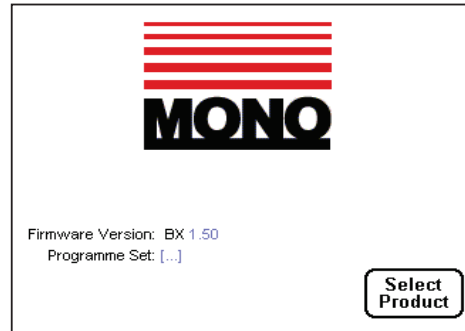 MONO
Firmware Version: BX 1.50
Programme Set: [...]
Select
Product